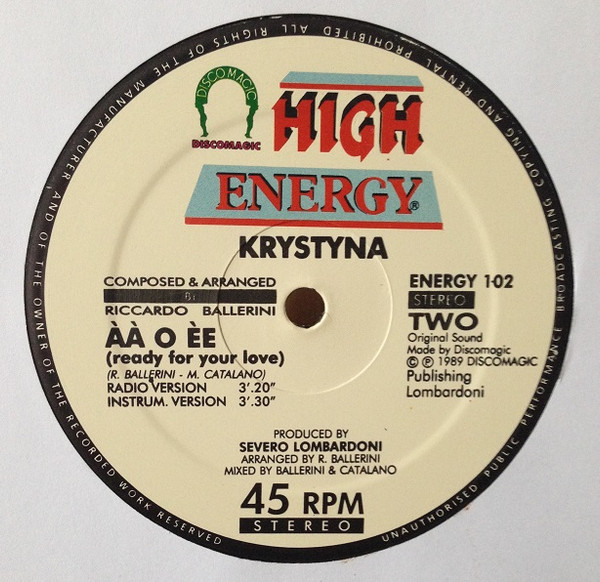 MANUFACTURER AND OF THE OWNER OF THE RECORDED WORK RESERVED
UNAUTHORISED PUBLIC PERFORMANCE BROADCASTING COPYING AND RENTAL PROHIBITED ALL RIGHTS OF THE
DISCOMAGIC
DISCOMAGIC
HIGH
ENERGY®
KRYSTYNA
COMPOSED & ARRANGED
By
RICCARDO BALLERINI
ÀÀ O ÈE
(ready for your love)
(R. BALLERINI - M. CATALANO)
RADIO VERSION 3'.20"
INSTRUM. VERSION 3'.30"
ENERGY 102
STEREO
TWO
Original Sound
Made by Discomagic
© ℗ 1989 DISCOMAGIC
Publishing
Lombardoni
PRODUCED BY
SEVERO LOMBARDONI
ARRANGED BY R. BALLERINI
MIXED BY BALLERINI & CATALANO
45 RPM
STEREO